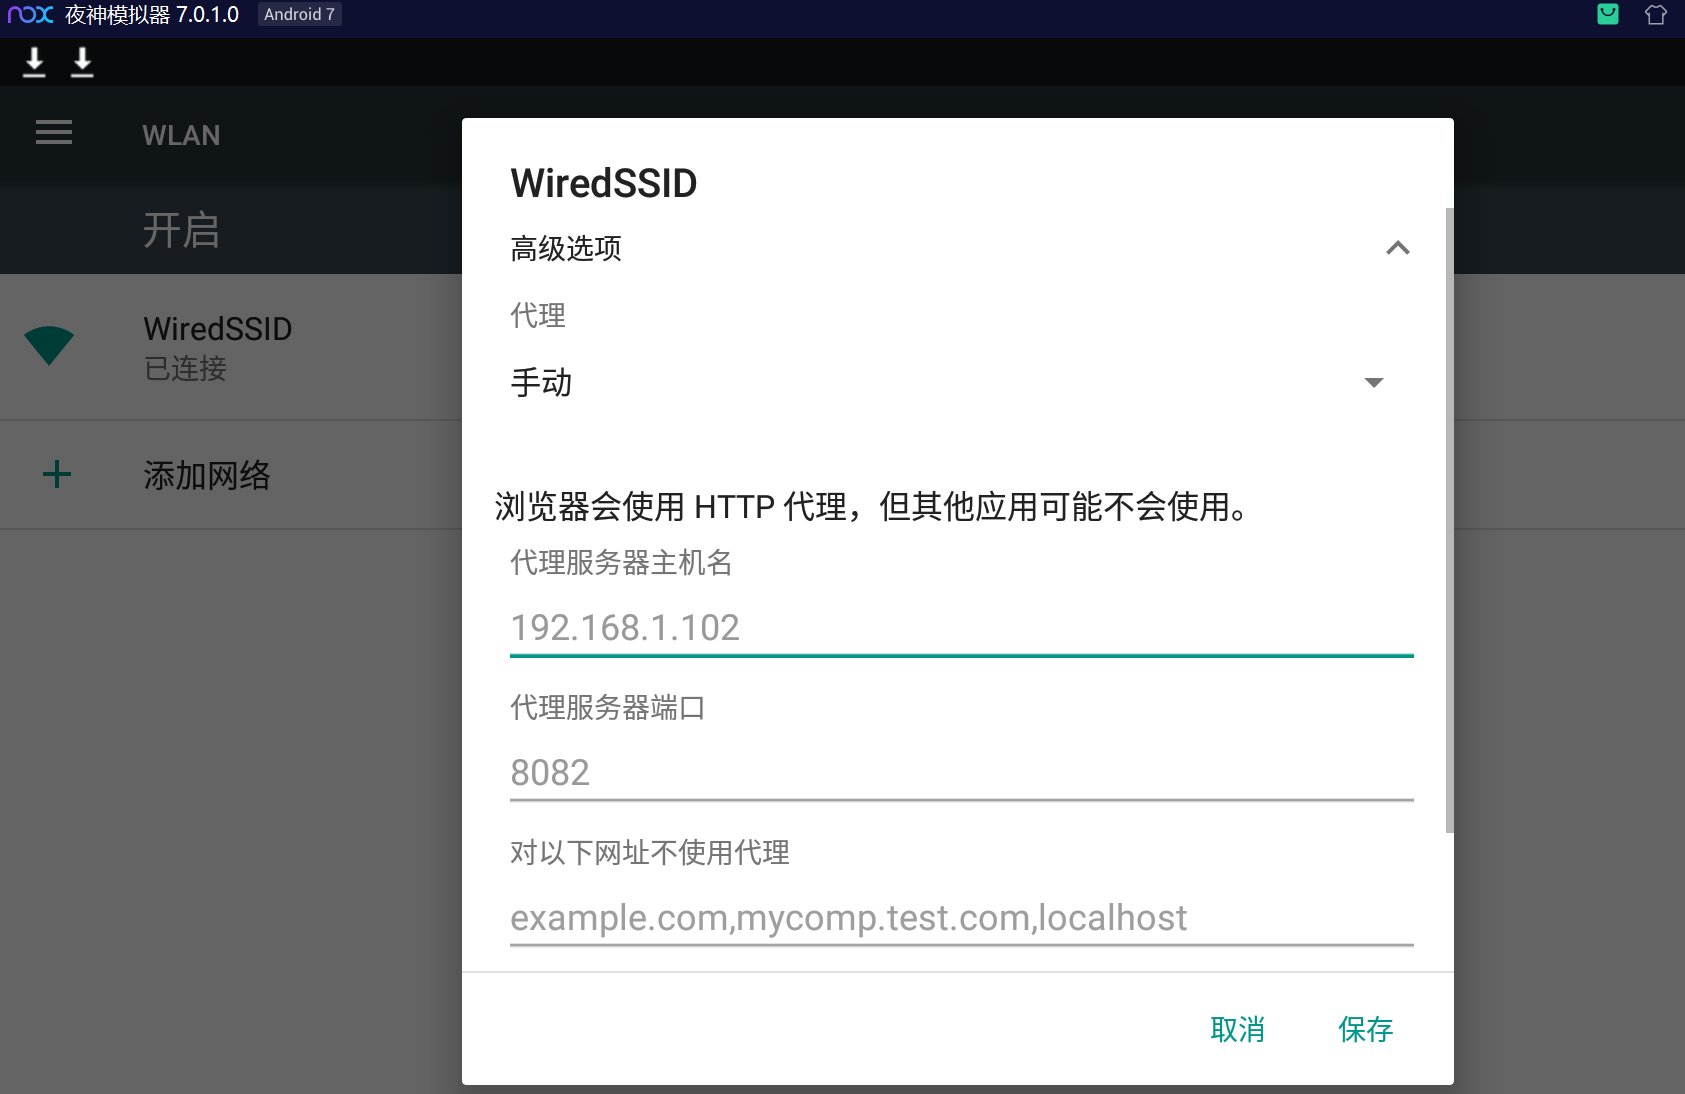 nox 夜神模拟器 7.0.1.0 Android 7
WLAN
开启
WiredSSID
已连接
添加网络
WiredSSID
高级选项
代理
手动
浏览器会使用 HTTP 代理，但其他应用可能不会使用。
代理服务器主机名
192.168.1.102
代理服务器端口
8082
对以下网址不使用代理
example.com,mycomp.test.com,localhost
取消 保存